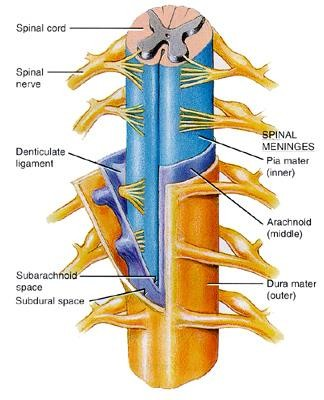 Spinal cord
Spinal
nerve
Denticulate
ligament
Subarachnoid
space
Subdural space
SPINAL
MENINGES
Pia mater
(inner)
Arachnoid
(middle)
Dura mater
(outer)